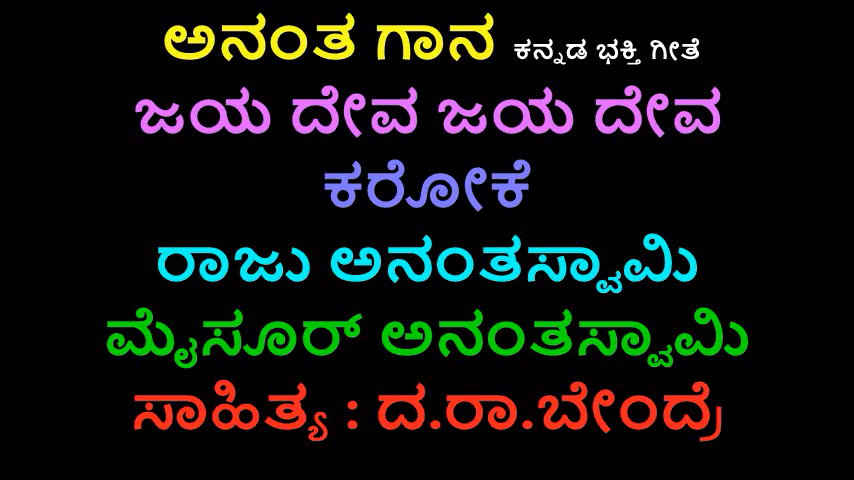 ಅನಂತ ಗಾನ ಕನ್ನಡ ಭಕ್ತಿ ಗೀತೆ
ಜಯ ದೇವ ಜಯ ದೇವ
ಕರೋಕೆ
ರಾಜು ಅನಂತಸ್ವಾಮಿ
ಮೈಸೂರ್ ಅನಂತಸ್ವಾಮಿ
ಸಾಹಿತ್ಯ : ದ.ರಾ.ಬೇಂದ್ರೆ